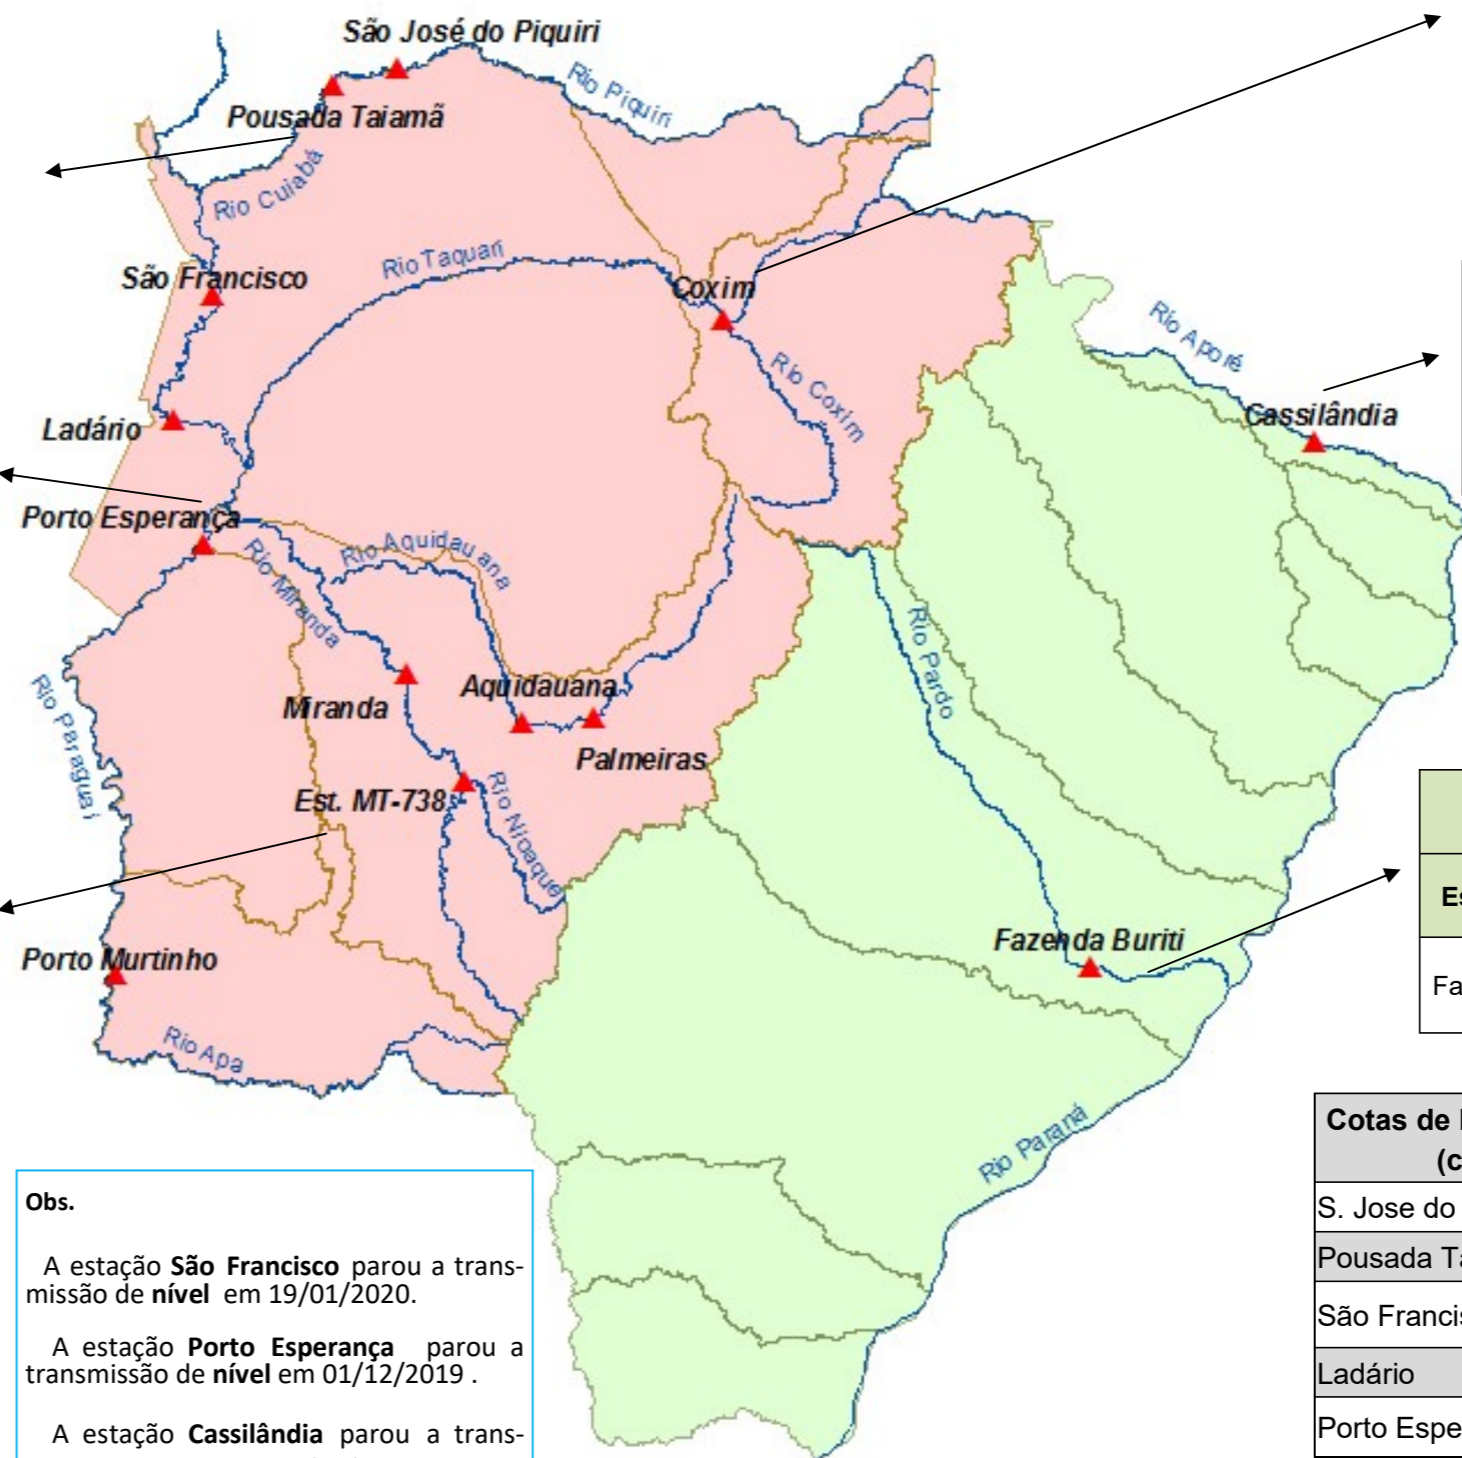 São José do Piquiri
Rio Piquiri
Pousada Taiamã
Rio Cuiabá
Rio Taquari
São Francisco
Coxim
Rio Aporé
Rio Coxim
Cassilândia
Ladário
Porto Esperança
Rio Aquidauana
Rio Miranda
Rio Pardo
Rio Paraguai
Aquidauana
Miranda
Palmeiras
Est. MT-738
Rio Nioaque
Fazenda Buriti
Porto Murtinho
Rio Apa
Rio Paraná
Es
Fa
Cotas de
(c
S. Jose do
Pousada Ta
São Francis
Ladário
Porto Espe
Obs.
A estação São Francisco parou a trans-
missão de nível em 19/01/2020.
A estação Porto Esperança parou a
transmissão de nível em 01/12/2019 .
A estação Cassilândia parou a trans-